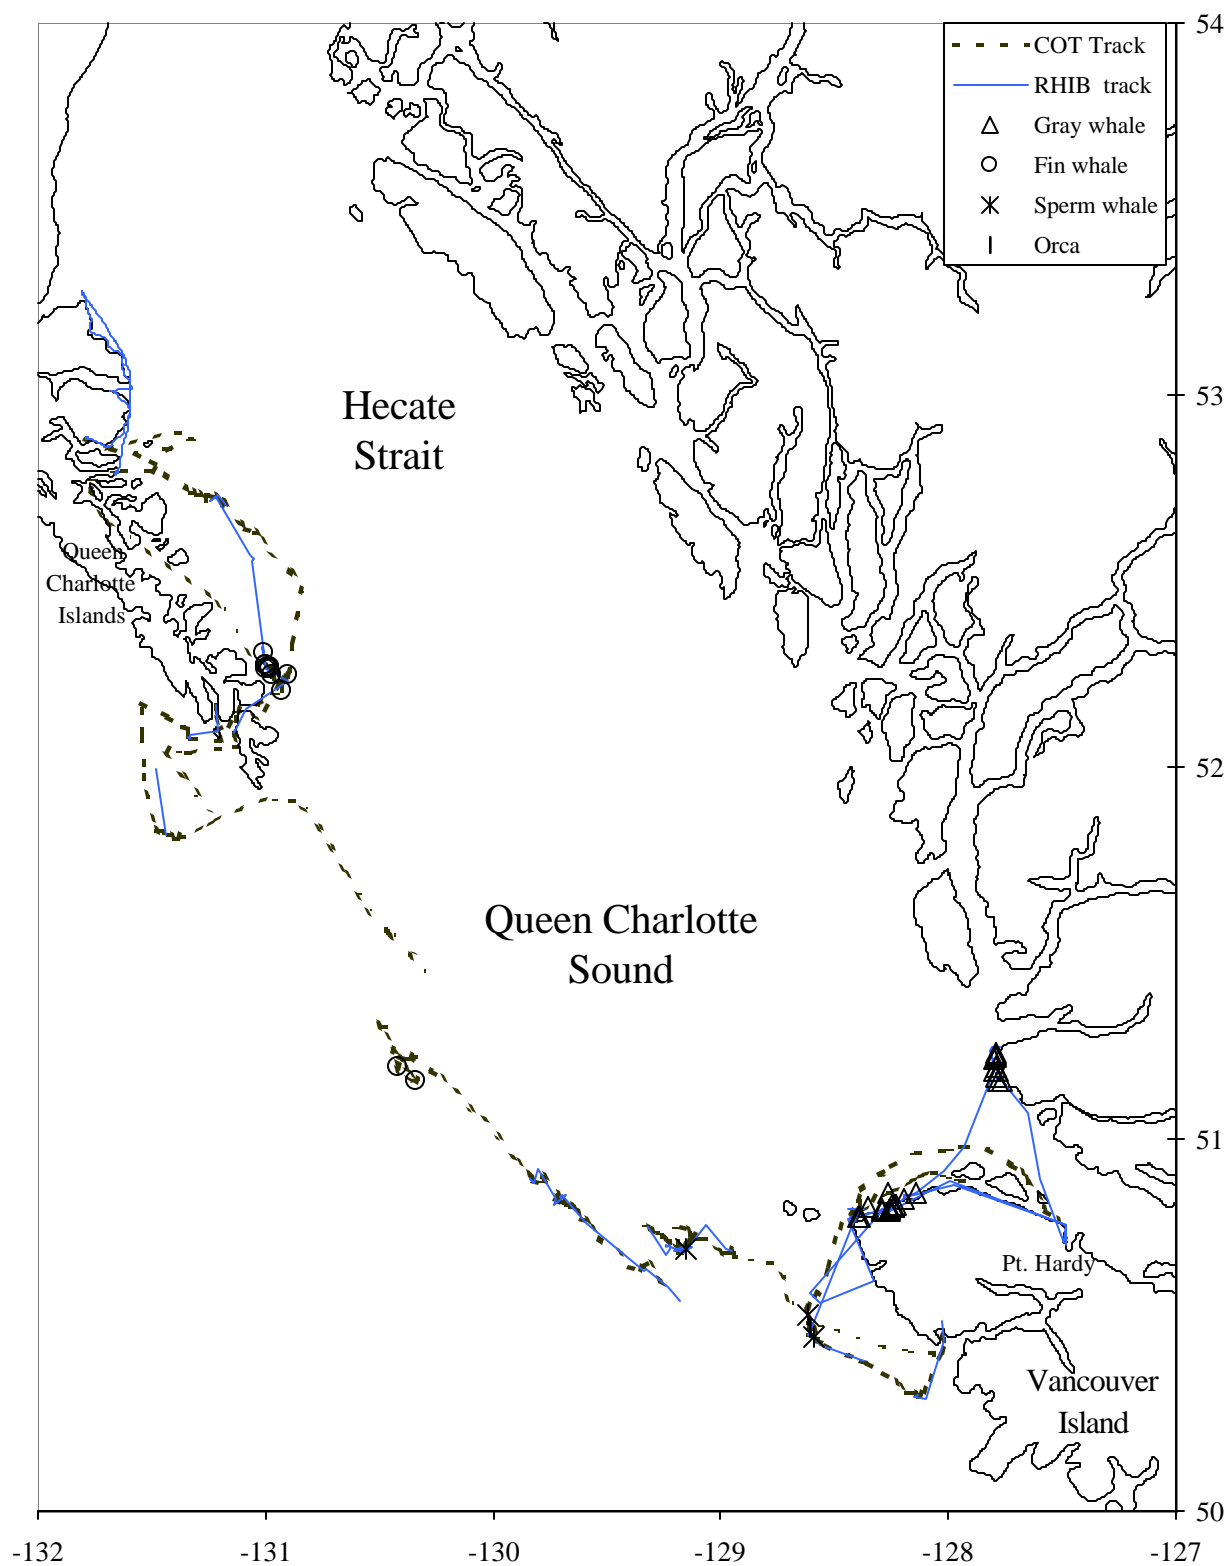 54
COT Track
RHIB track
Gray whale
Fin whale
Sperm whale
Orca
53
Hecate
Strait
Queen
Charlotte
Islands
52
Queen Charlotte
Sound
51
Pt. Hardy
Vancouver
Island
50
-132 -131 -130 -129 -128 -127